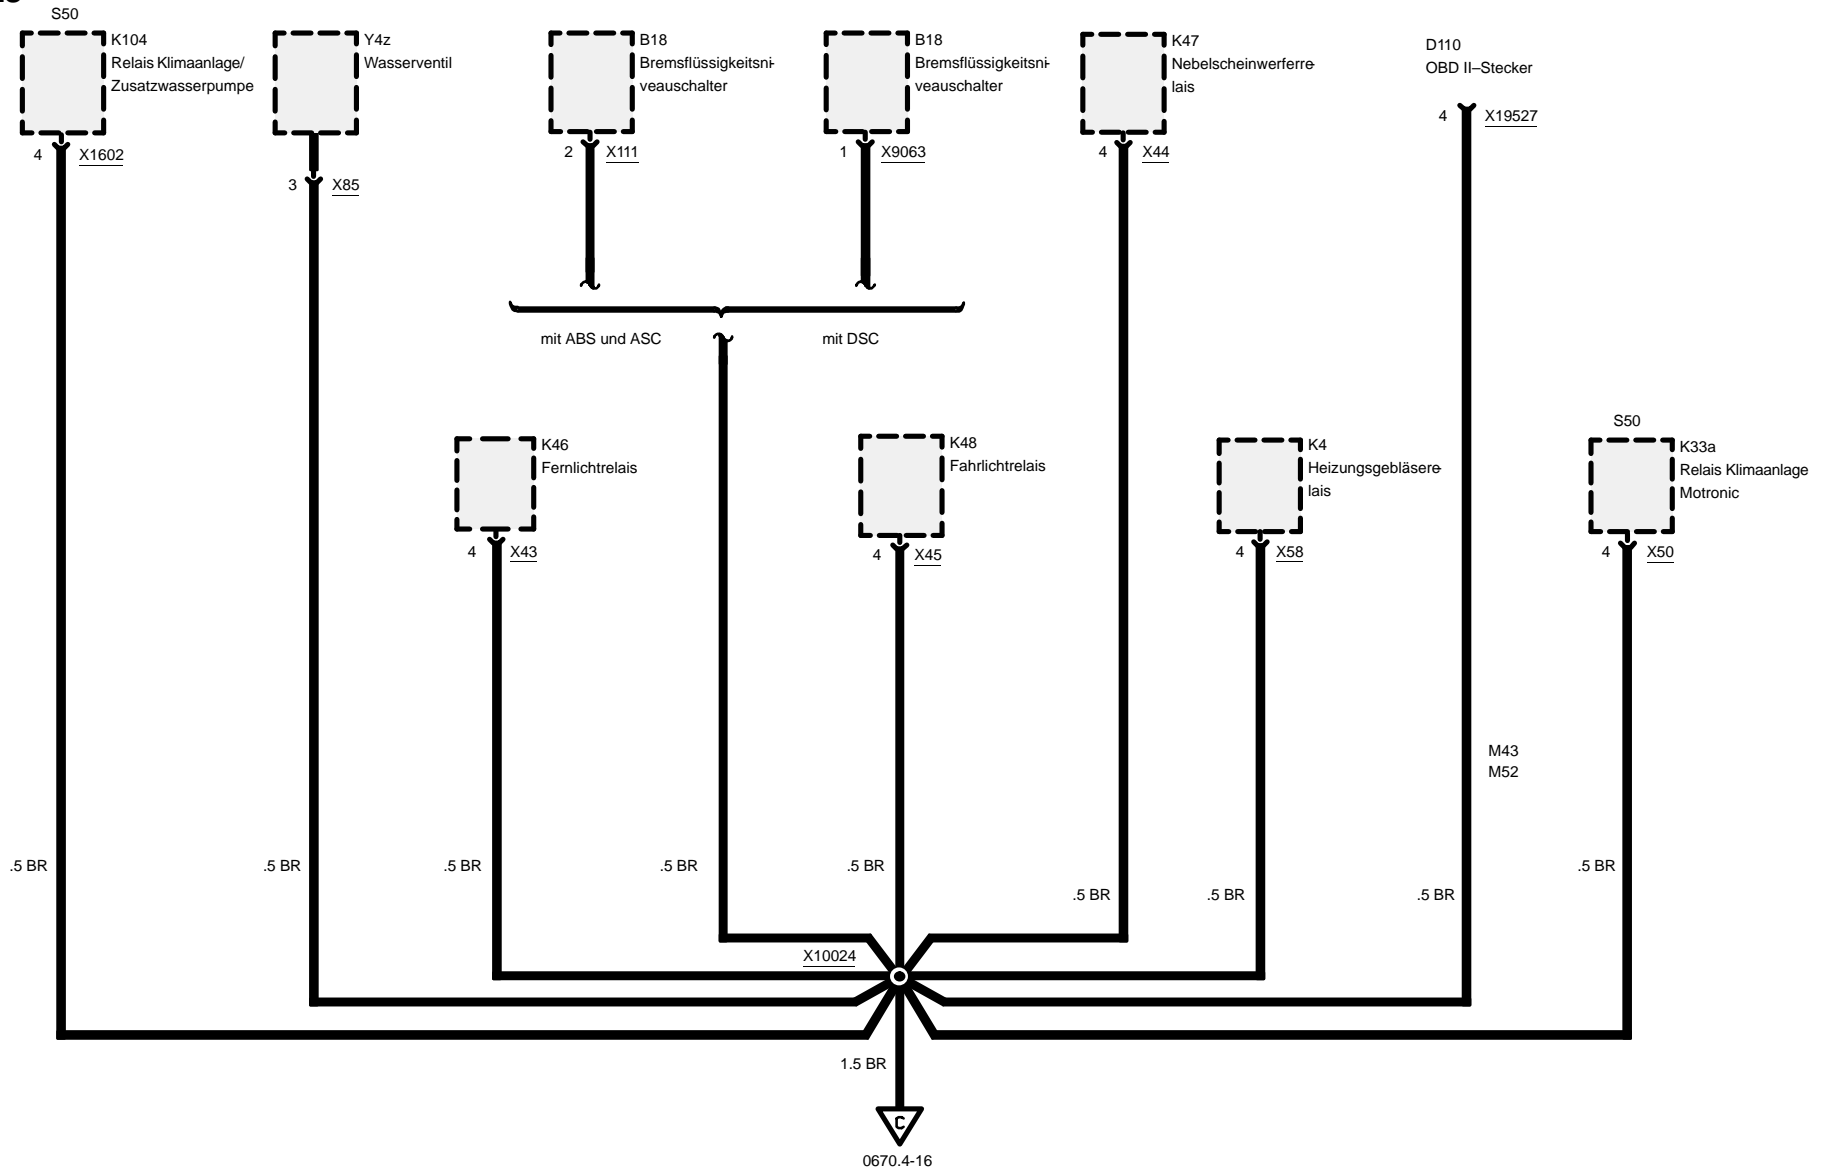 S50
K104
Relais Klimaanlage/
Zusatzwasserpumpe
4
X1602
Y4z
Wasserventil
3
X85
B18
Bremsflüssigkeitsni-
veauschalter
2
X111
B18
Bremsflüssigkeitsni-
veauschalter
1
X9063
K47
Nebelscheinwerferre-
lais
4
X44
D110
OBD II–Stecker
4
X19527
mit ABS und ASC
mit DSC
K46
Fernlichtrelais
4
X43
K48
Fahrlichtrelais
4
X45
K4
Heizungsgebläsere-
lais
4
X58
S50
K33a
Relais Klimaanlage
Motronic
4
X50
M43
M52
.5 BR
.5 BR
.5 BR
.5 BR
.5 BR
.5 BR
.5 BR
.5 BR
.5 BR
X10024
1.5 BR
C
0670.4-16